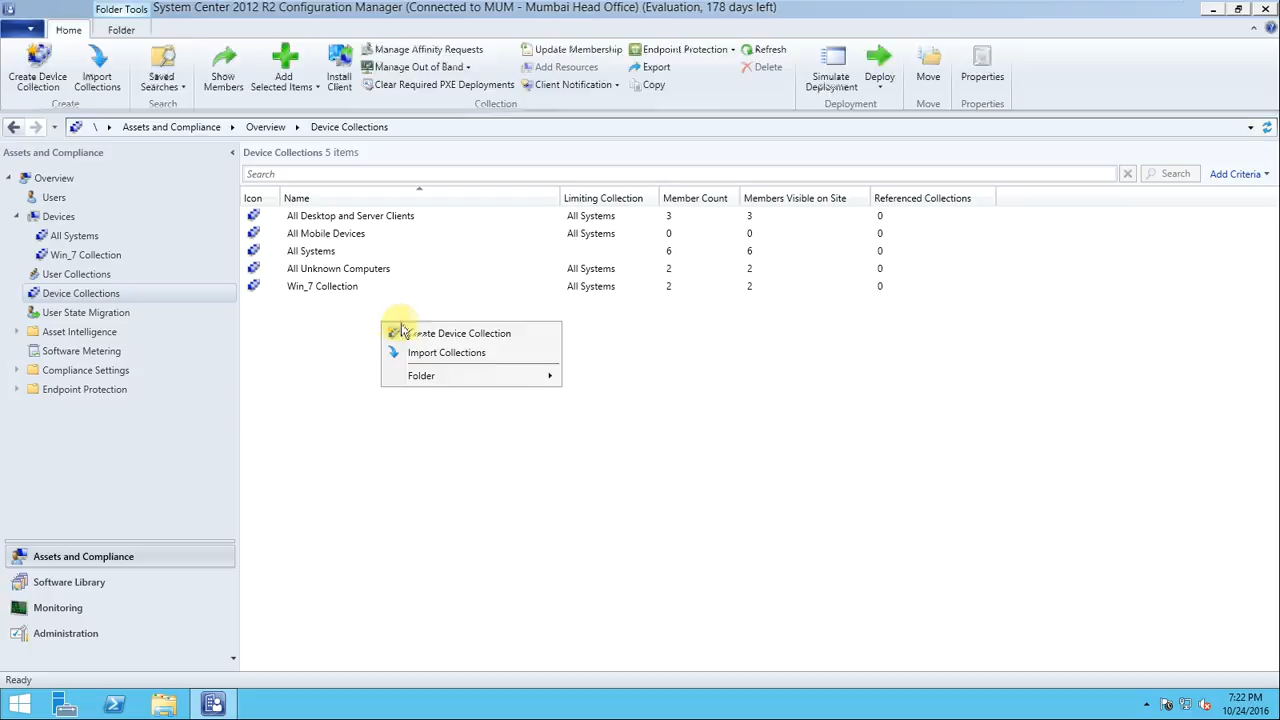 Folder Tools
System Center 2012 R2 Configuration Manager (Connected to MUM - Mumbai Head Office) (Evaluation, 178 days left)
Home
Folder
Create Device Collection
Import Collections
Saved Searches
Show Members
Add Selected Items
Install Client
Manage Affinity Requests
Manage Out of Band
Clear Required PXE Deployments
Update Membership
Add Resources
Client Notification
Endpoint Protection
Export
Copy
Refresh
Delete
Simulate Deployment
Deploy
Move
Properties
Create
Search
Collection
Deployment
Move
Properties
\ Assets and Compliance Overview Device Collections
Assets and Compliance
Overview
Users
Devices
All Systems
Win_7 Collection
User Collections
Device Collections
User State Migration
Asset Intelligence
Software Metering
Compliance Settings
Endpoint Protection
Assets and Compliance
Software Library
Monitoring
Administration
Device Collections 5 items
Search
Search
Add Criteria
Icon Name Limiting Collection Member Count Members Visible on Site Referenced Collections
All Desktop and Server Clients All Systems 3 3 0
All Mobile Devices All Systems 0 0 0
All Systems 6 6 0
All Unknown Computers All Systems 2 2 0
Win_7 Collection All Systems 2 2 0
Device Collection
Import Collections
Folder
Ready
7:22 PM
10/24/2016